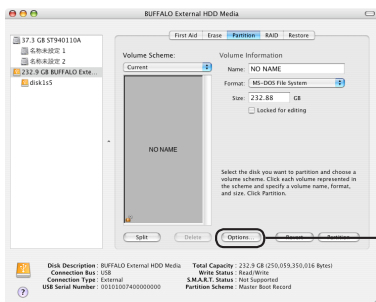 BUFFALO External HDD Media
First Aid Erase Partition RAID Restore
37.3 GB ST940110A
名称未設定 1
名称未設定 2
232.9 GB BUFFALO Exte...
disk1s5
Volume Scheme:
Current
NO NAME
Volume Information
Name: NO NAME
Format: MS-DOS File System
Size: 232.88 GB
Locked for editing
Select the disk you want to partition and choose a
volume scheme. Click each volume represented in
the scheme and specify a volume name, format,
and size. Click Partition.
Split Delete Options... Revert Partition
Disk Description : BUFFALO External HDD Media
Connection Bus : USB
Connection Type : External
USB Serial Number : 00101007400000000
Total Capacity : 232.9 GB (250,059,350,016 Bytes)
Write Status : Read/Write
S.M.A.R.T. Status : Not Supported
Partition Scheme : Master Boot Record
?